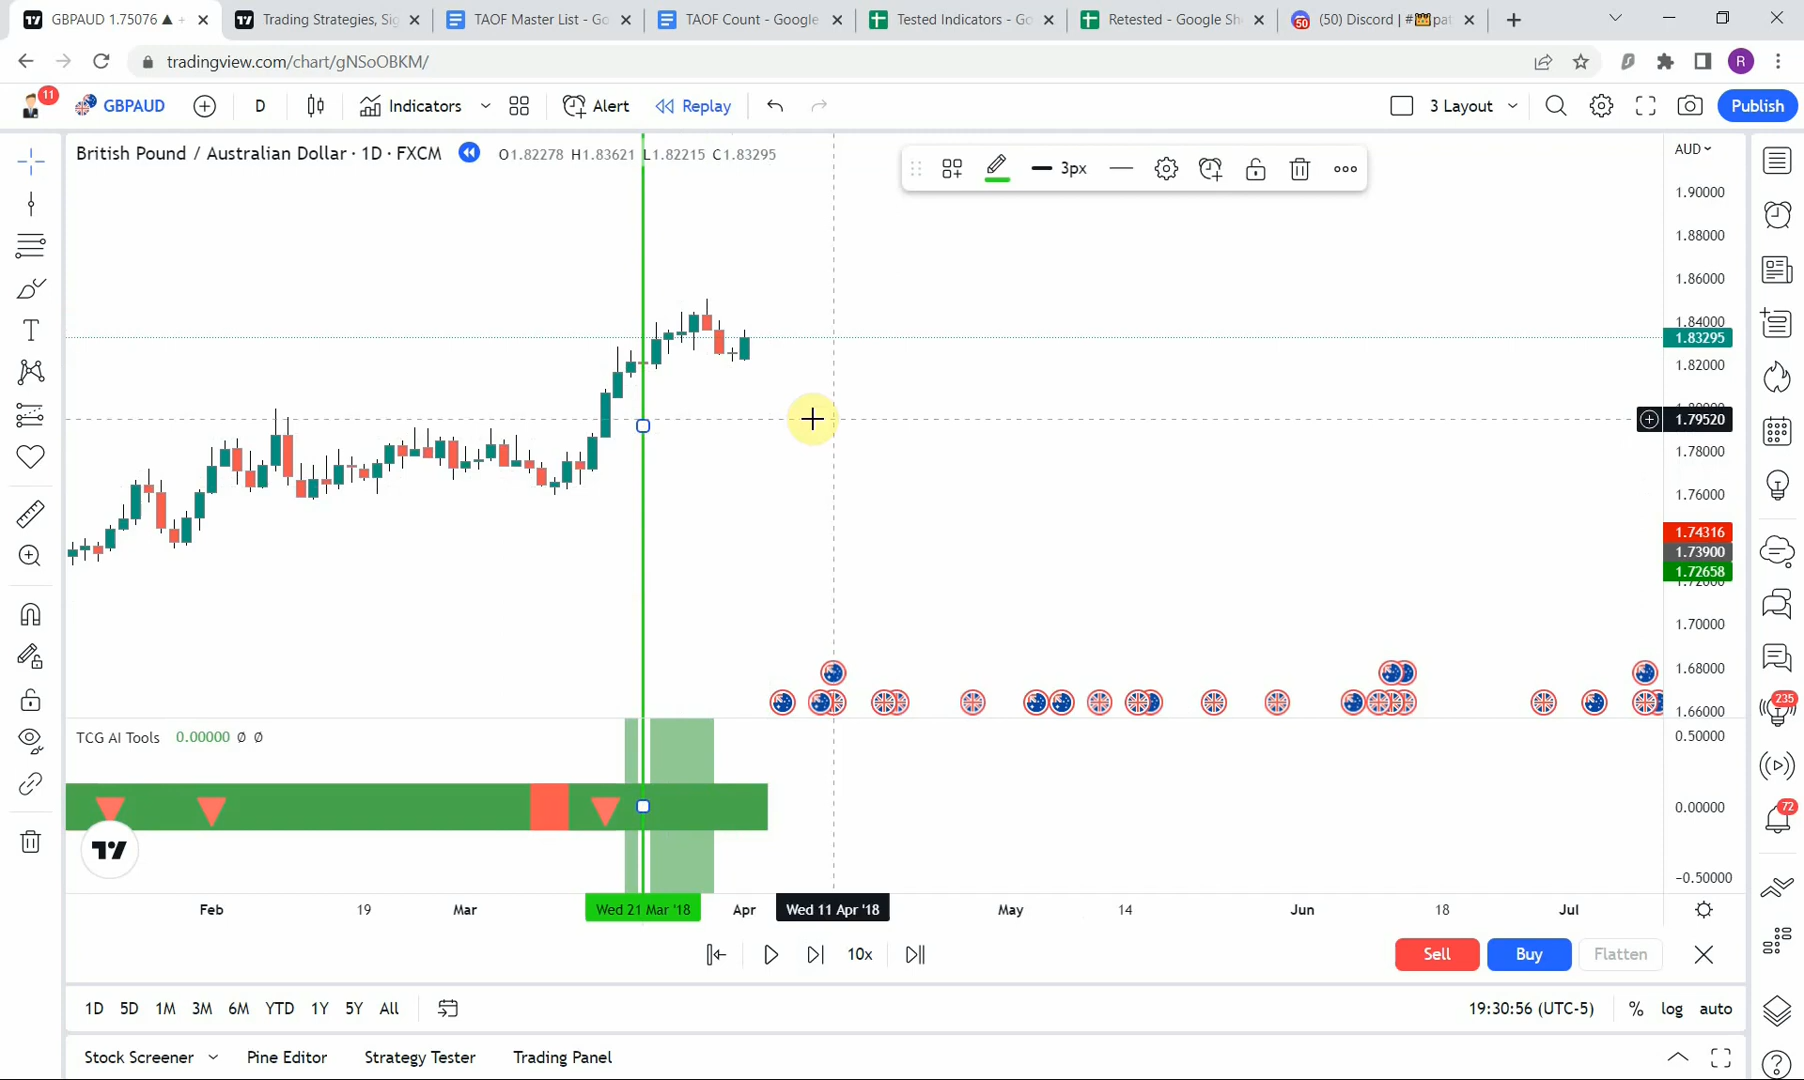 GBPAUD 1.75076 ▲ +
Trading Strategies, Sig
TAOF Master List - Go
TAOF Count - Google
Tested Indicators - Go
Retested - Google Sh
50
(50) Discord | #👑pat
tradingview.com/chart/gNSoOBKM/
R
11
GBPAUD
D
Indicators
Alert
Replay
3 Layout
Publish
British Pound / Australian Dollar · 1D · FXCM
O1.82278 H1.83621 L1.82215 C1.83295
3px
AUD
1.90000
1.88000
1.86000
1.84000
1.83295
1.82000
1.79520
1.78000
1.76000
1.74316
1.73900
1.72658
1.70000
1.68000
1.66000
TCG AI Tools 0.00000 Ø Ø
0.50000
0.00000
−0.50000
235
72
Feb
19
Mar
Wed 21 Mar '18
Apr
Wed 11 Apr '18
May
14
Jun
18
Jul
10x
Sell
Buy
Flatten
1D 5D 1M 3M 6M YTD 1Y 5Y All
19:30:56 (UTC-5)
% log auto
Stock Screener
Pine Editor
Strategy Tester
Trading Panel